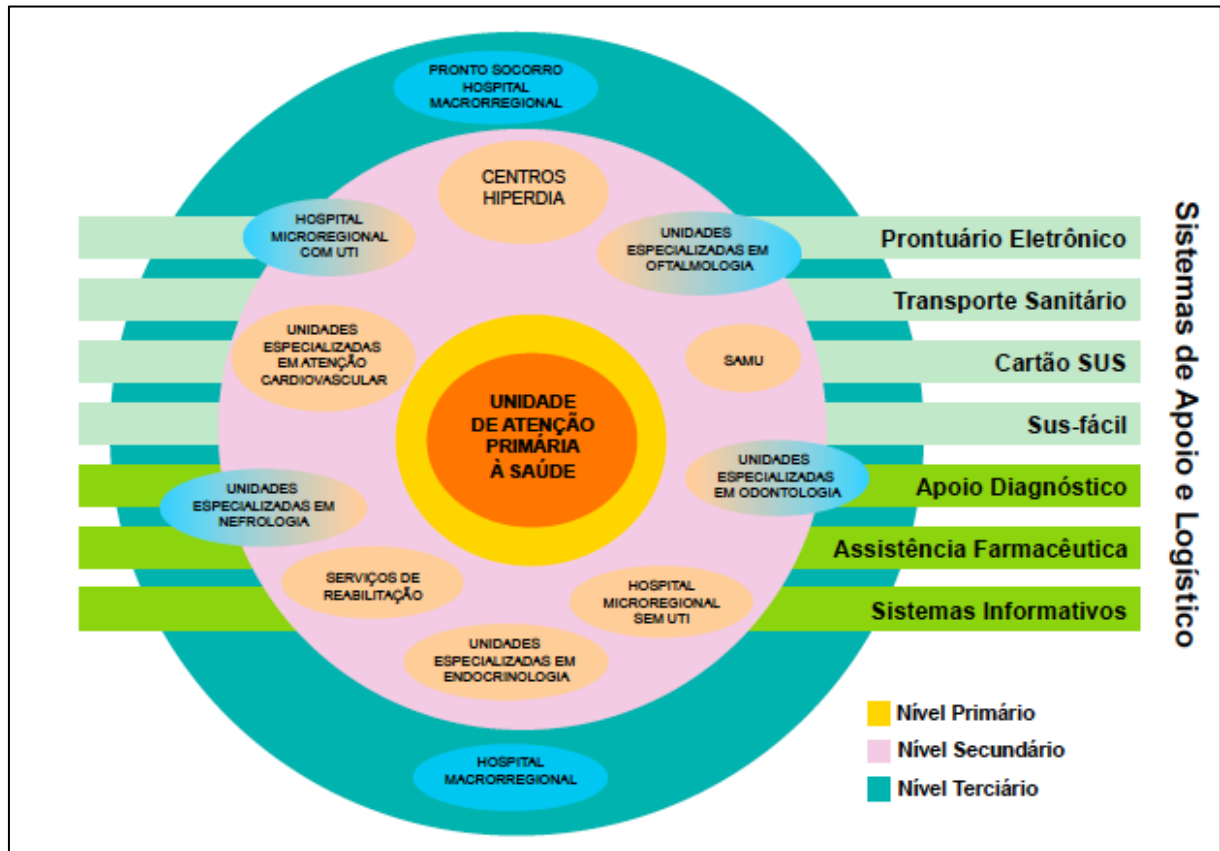 PRONTO SOCORRO
HOSPITAL
MACRORREGIONAL
CENTROS
HIPERDIA
HOSPITAL
MICROREGIONAL
COM UTI
UNIDADES
ESPECIALIZADAS EM
OFTALMOLOGIA
UNIDADES
ESPECIALIZADAS
EM ATENÇÃO
CARDIOVASCULAR
SAMU
UNIDADE
DE ATENÇÃO
PRIMÁRIA
À SAÚDE
UNIDADES
ESPECIALIZADAS EM
NEFROLOGIA
UNIDADES
ESPECIALIZADAS
EM ODONTOLOGIA
SERVIÇOS DE
REABILITAÇÃO
HOSPITAL
MICROREGIONAL
SEM UTI
UNIDADES
ESPECIALIZADAS EM
ENDOCRINOLOGIA
HOSPITAL
MACRORREGIONAL
Prontuário Eletrônico
Transporte Sanitário
Cartão SUS
Sus-fácil
Apoio Diagnóstico
Assistência Farmacêutica
Sistemas Informativos
Sistemas de Apoio e Logístico
Nível Primário
Nível Secundário
Nível Terciário